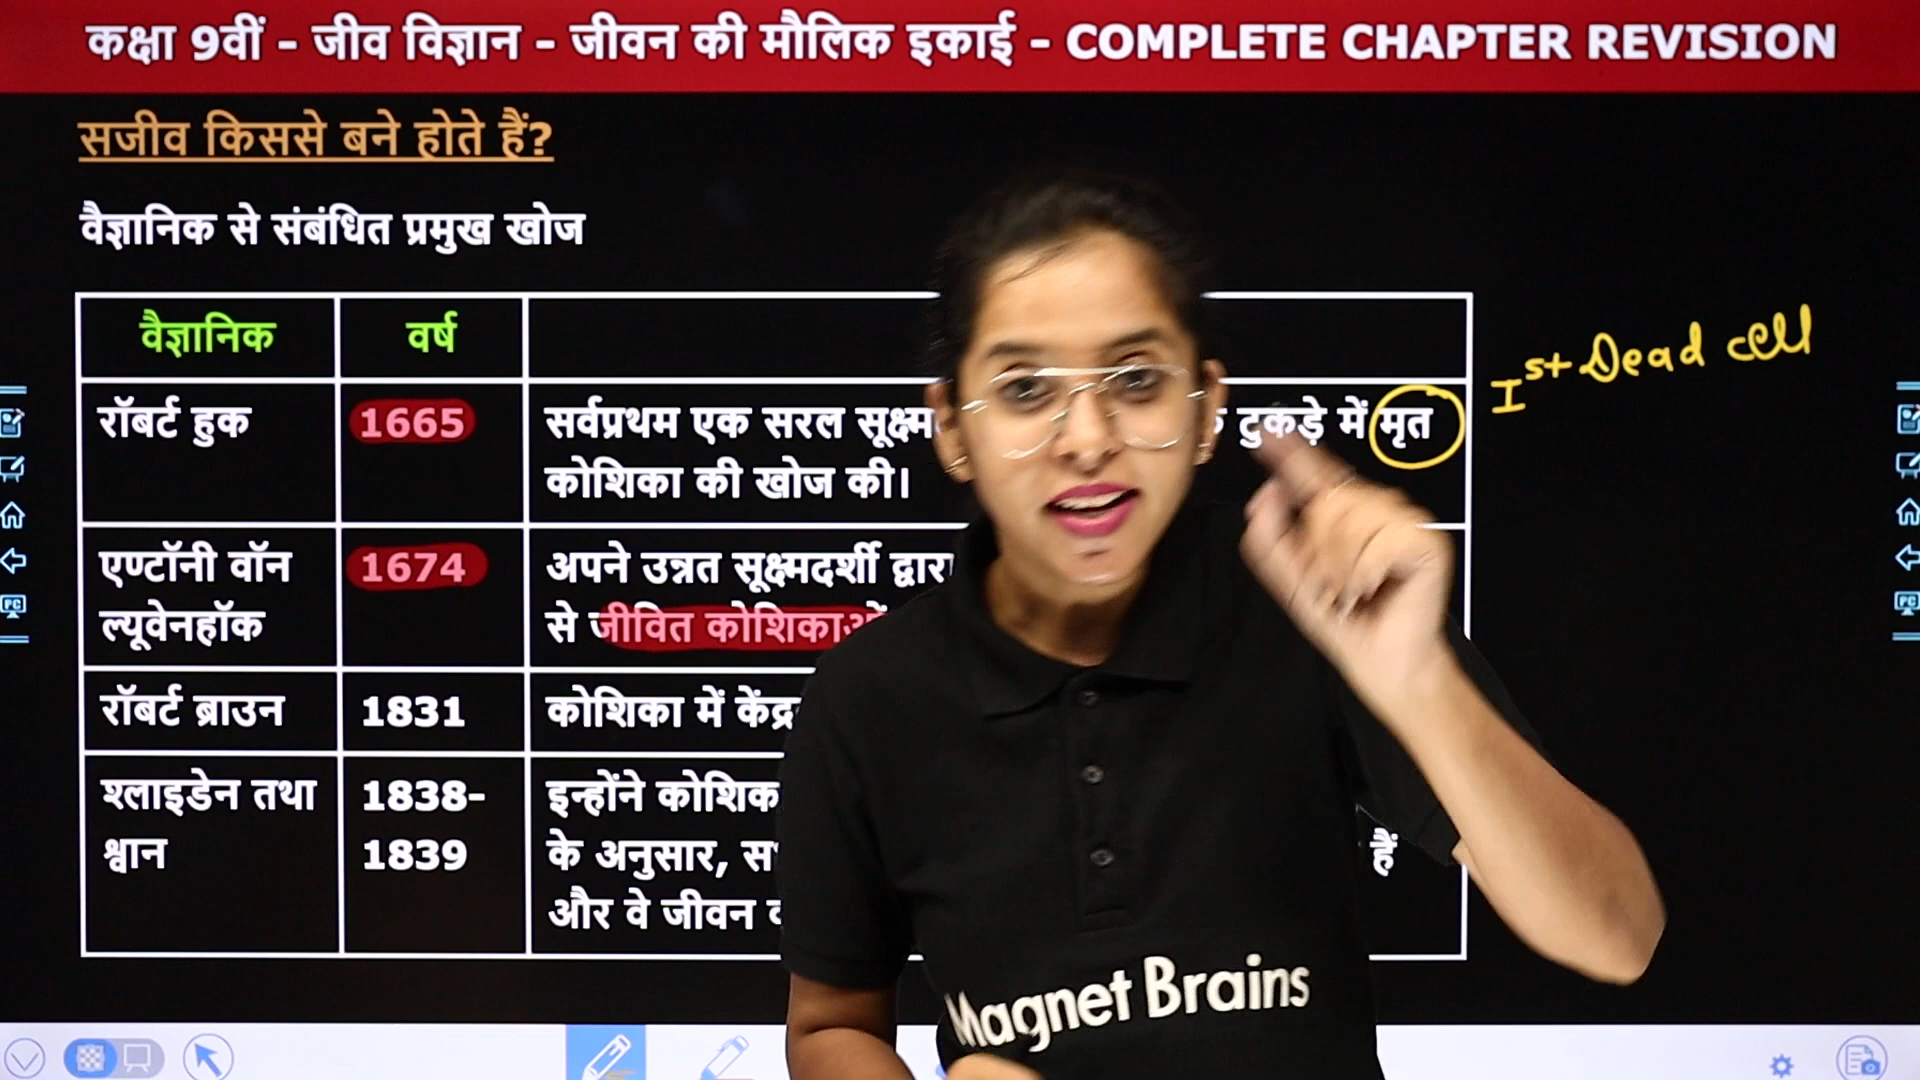 कक्षा 9वीं - जीव विज्ञान - जीवन की मौलिक इकाई - COMPLETE CHAPTER REVISION
सजीव किससे बने होते हैं?
वैज्ञानिक से संबंधित प्रमुख खोज
वैज्ञानिक वर्ष
Ist Dead cell
रॉबर्ट हुक 1665 सर्वप्रथम एक सरल टुकड़े में मृत
कोशिका की खोज की।
एण्टॉनी वॉन 1674 अपने उन्नत सूक्ष्मदर्शी द्वारा
ल्यूवेनहॉक से जीवित कोशिकाओं
रॉबर्ट ब्राउन 1831 कोशिका में
श्लाइडेन तथा 1838- इन्होंने
श्वान 1839 के अनुसार, हैं
और वे जीवन
Magnet Brains
PC
PC